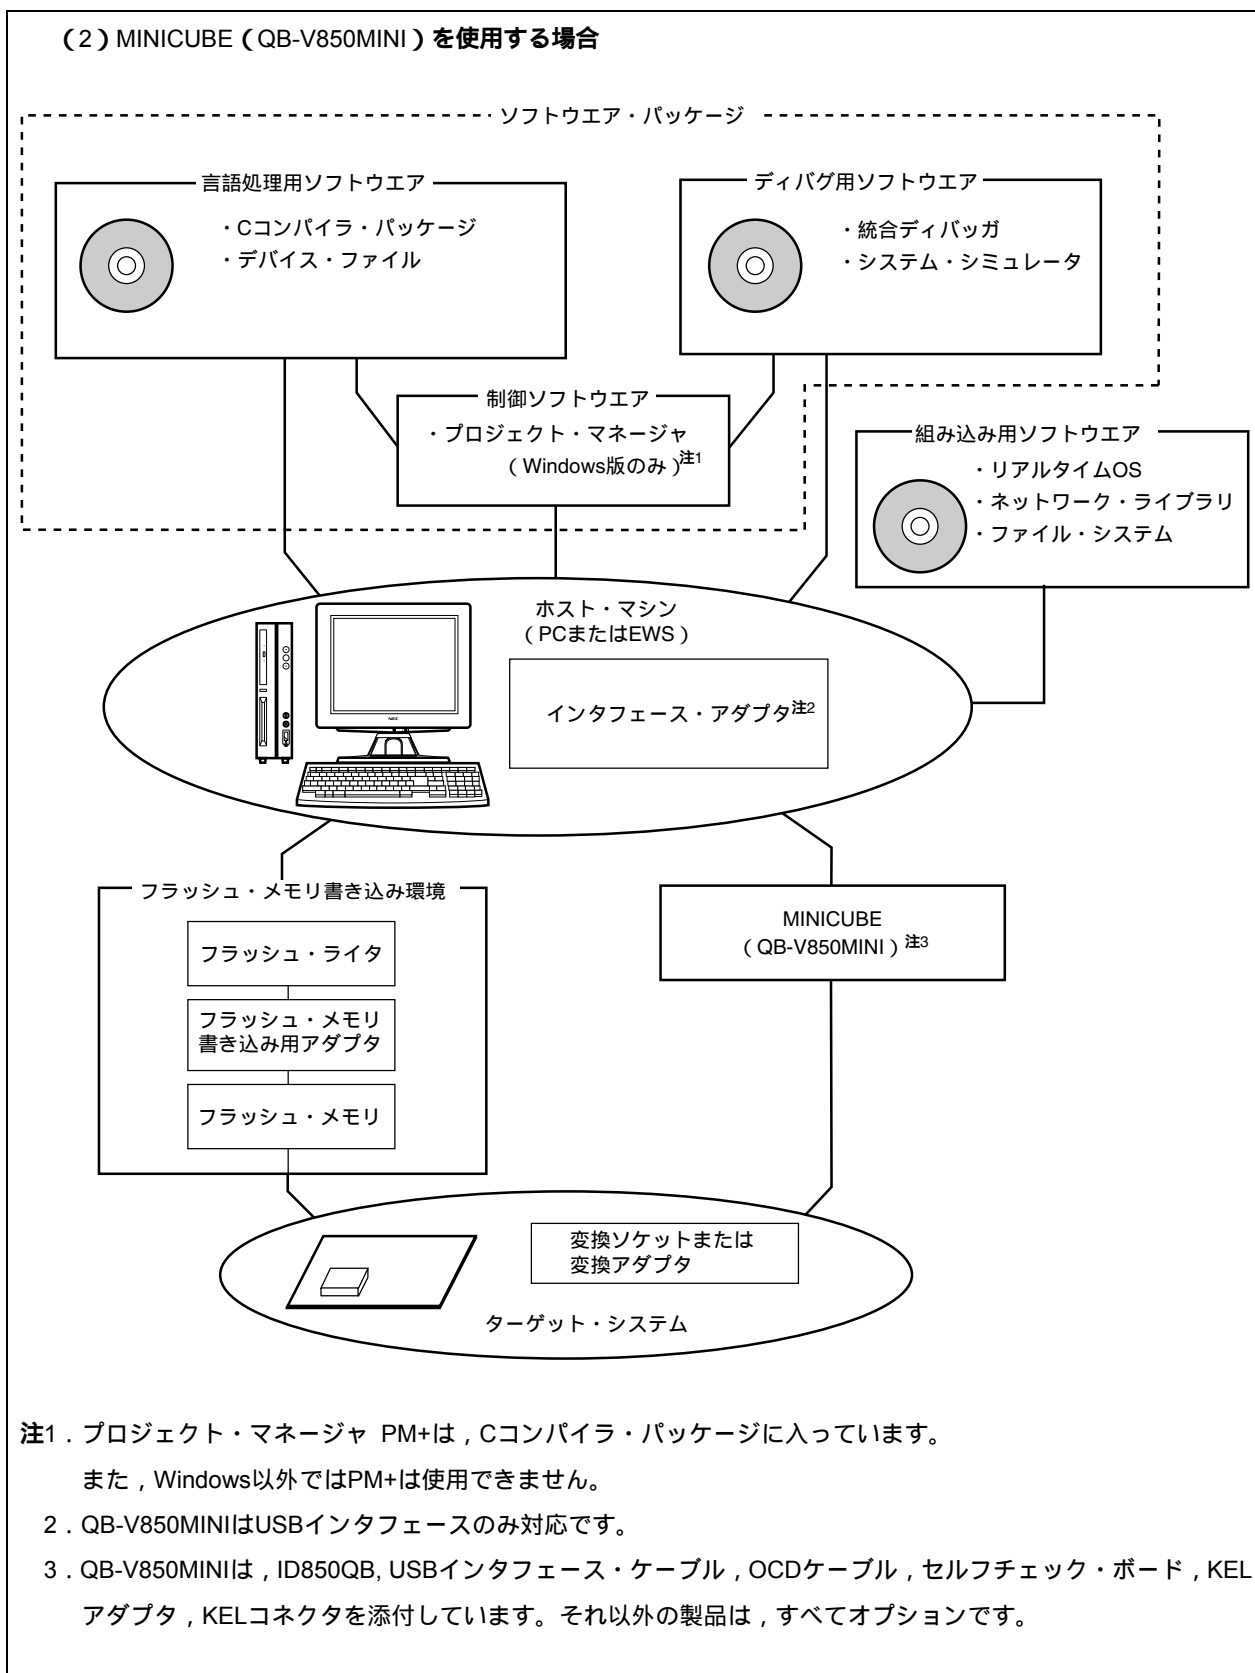 (2)MINICUBE(QB-V850MINI)を使用する場合
ソフトウエア・パッケージ
言語処理用ソフトウエア
・Cコンパイラ・パッケージ
・デバイス・ファイル
ディバグ用ソフトウエア
・統合ディバッガ
・システム・シミュレータ
制御ソフトウエア
・プロジェクト・マネージャ
(Windows版のみ)注1
組み込み用ソフトウエア
・リアルタイムOS
・ネットワーク・ライブラリ
・ファイル・システム
ホスト・マシン
(PCまたはEWS)
インタフェース・アダプタ注2
NEC
フラッシュ・メモリ書き込み環境
フラッシュ・ライタ
フラッシュ・メモリ
書き込み用アダプタ
フラッシュ・メモリ
MINICUBE
(QB-V850MINI)注3
変換ソケットまたは
変換アダプタ
ターゲット・システム
注1.プロジェクト・マネージャ PM+は,Cコンパイラ・パッケージに入っています。
また,Windows以外ではPM+は使用できません。
2.QB-V850MINIはUSBインタフェースのみ対応です。
3.QB-V850MINIは,ID850QB, USBインタフェース・ケーブル,OCDケーブル,セルフチェック・ボード,KEL
アダプタ,KELコネクタを添付しています。それ以外の製品は,すべてオプションです。